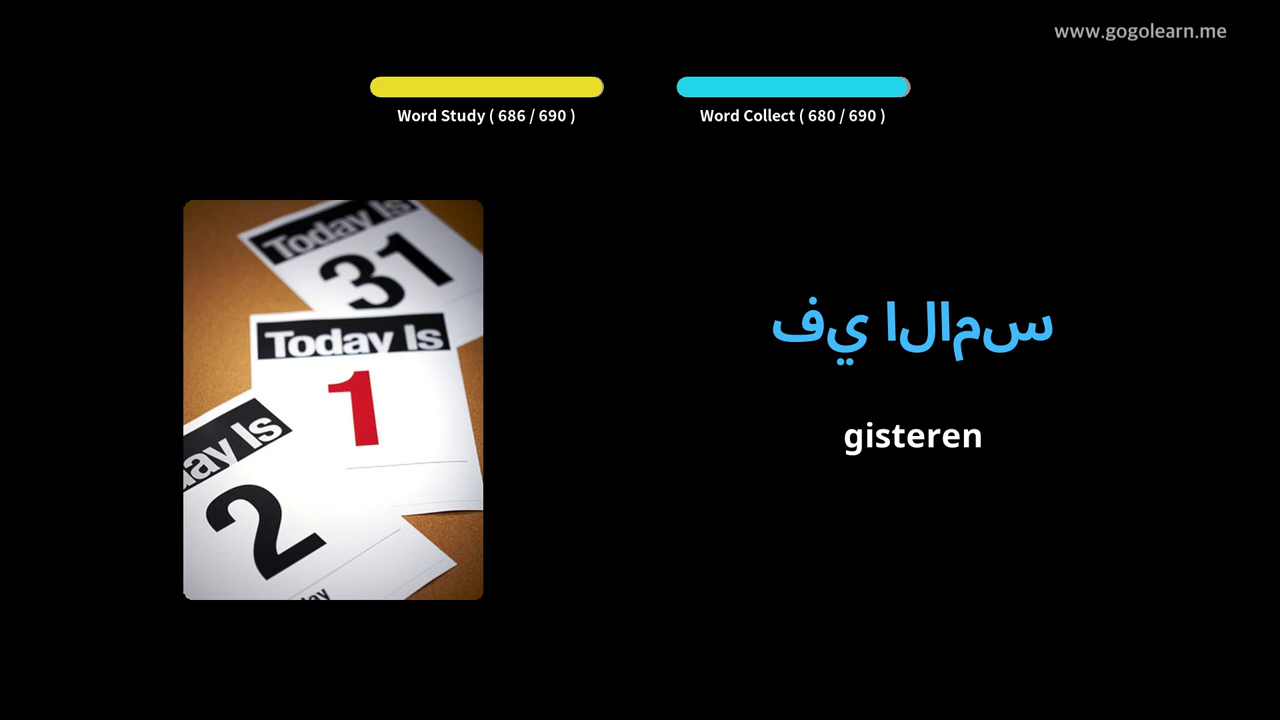 www.gogolearn.me
Word Study ( 686 / 690 )
Word Collect ( 680 / 690 )
Today Is
31
Today Is
1
ay Is
2
في الامس
gisteren